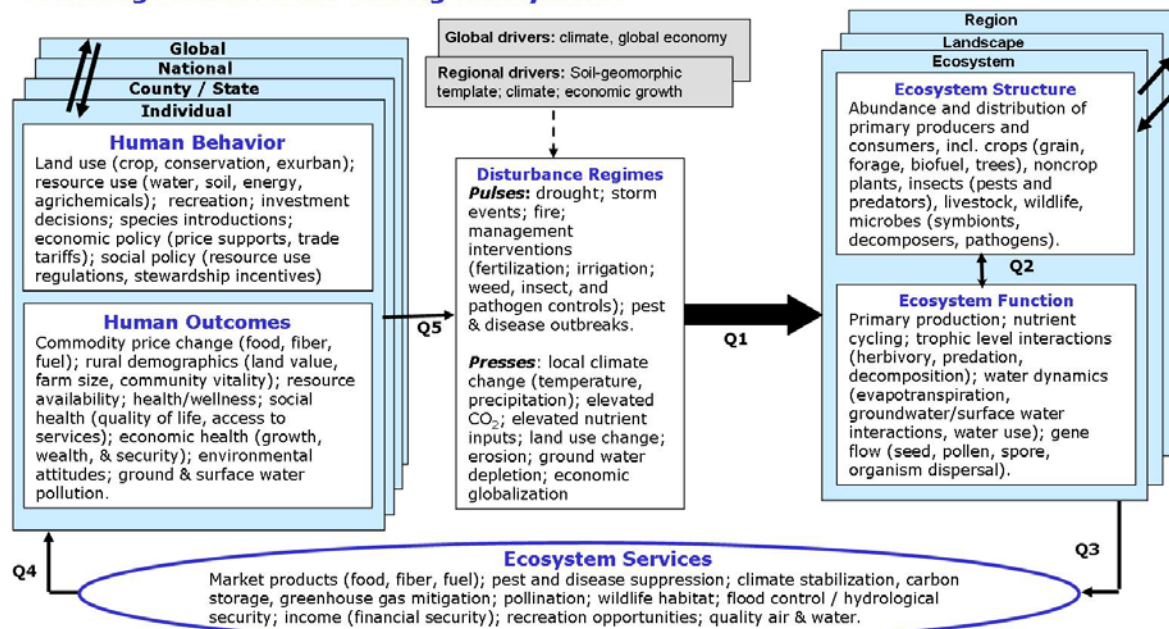 Global
National
County / State
Individual
Human Behavior
Land use (crop, conservation, exurban);
resource use (water, soil, energy,
agrichemicals); recreation; investment
decisions; species introductions;
economic policy (price supports, trade
tariffs); social policy (resource use
regulations, stewardship incentives)
Human Outcomes
Commodity price change (food, fiber,
fuel); rural demographics (land value,
farm size, community vitality); resource
availability; health/wellness; social
health (quality of life, access to
services); economic health (growth,
wealth, & security); environmental
attitudes; ground & surface water
pollution.
Q5
Global drivers: climate, global economy
Regional drivers: Soil-geomorphic
template; climate; economic growth
Disturbance Regimes
Pulses: drought; storm
events; fire;
management
interventions
(fertilization; irrigation;
weed, insect, and
pathogen controls); pest
& disease outbreaks.
Presses: local climate
change (temperature,
precipitation); elevated
CO2; elevated nutrient
inputs; land use change;
erosion; ground water
depletion; economic
globalization
Q1
Region
Landscape
Ecosystem
Ecosystem Structure
Abundance and distribution of
primary producers and
consumers, incl. crops (grain,
forage, biofuel, trees), noncrop
plants, insects (pests and
predators), livestock, wildlife,
microbes (symbionts,
decomposers, pathogens).
Q2
Ecosystem Function
Primary production; nutrient
cycling; trophic level interactions
(herbivory, predation,
decomposition); water dynamics
(evapotranspiration,
groundwater/surface water
interactions, water use); gene
flow (seed, pollen, spore,
organism dispersal).
Q3
Q4
Ecosystem Services
Market products (food, fiber, fuel); pest and disease suppression; climate stabilization, carbon
storage, greenhouse gas mitigation; pollination; wildlife habitat; flood control / hydrological
security; income (financial security); recreation opportunities; quality air & water.